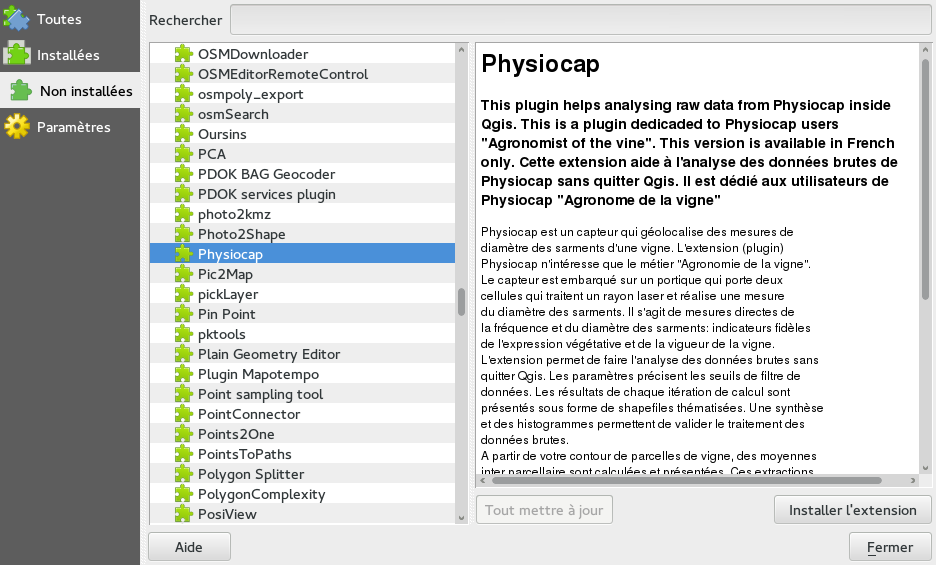 Toutes
Installées
Non installées
Paramètres
Rechercher
OSMDownloader
OSMEditorRemoteControl
osmpoly_export
osmSearch
Oursins
PCA
PDOK BAG Geocoder
PDOK services plugin
photo2kmz
Photo2Shape
Physiocap
Pic2Map
pickLayer
Pin Point
pktools
Plain Geometry Editor
Plugin Mapotempo
Point sampling tool
PointConnector
Points2One
PointsToPaths
Polygon Splitter
PolygonComplexity
PosiView
Physiocap
This plugin helps analysing raw data from Physiocap inside
Qgis. This is a plugin dedicaded to Physiocap users
"Agronomist of the vine". This version is available in French
only. Cette extension aide à l'analyse des données brutes de
Physiocap sans quitter Qgis. Il est dédié aux utilisateurs de
Physiocap "Agronome de la vigne"
Physiocap est un capteur qui géolocalise des mesures de
diamètre des sarments d'une vigne. L'extension (plugin)
Physiocap n'intéresse que le métier "Agronomie de la vigne".
Le capteur est embarqué sur un portique qui porte deux
cellules qui traitent un rayon laser et réalise une mesure
du diamètre des sarments. Il s'agit de mesures directes de
la fréquence et du diamètre des sarments: indicateurs fidèles
de l'expression végétative et de la vigueur de la vigne.
L'extension permet de faire l'analyse des données brutes sans
quitter Qgis. Les paramètres précisent les seuils de filtre de
données. Les résultats de chaque itération de calcul sont
présentés sous forme de shapefiles thématisées. Une synthèse
et des histogrammes permettent de valider le traitement des
données brutes.
A partir de votre contour de parcelles de vigne, des moyennes
inter parcellaire sont calculées et présentées. Ces extractions
Tout mettre à jour
Installer l'extension
Aide
Fermer